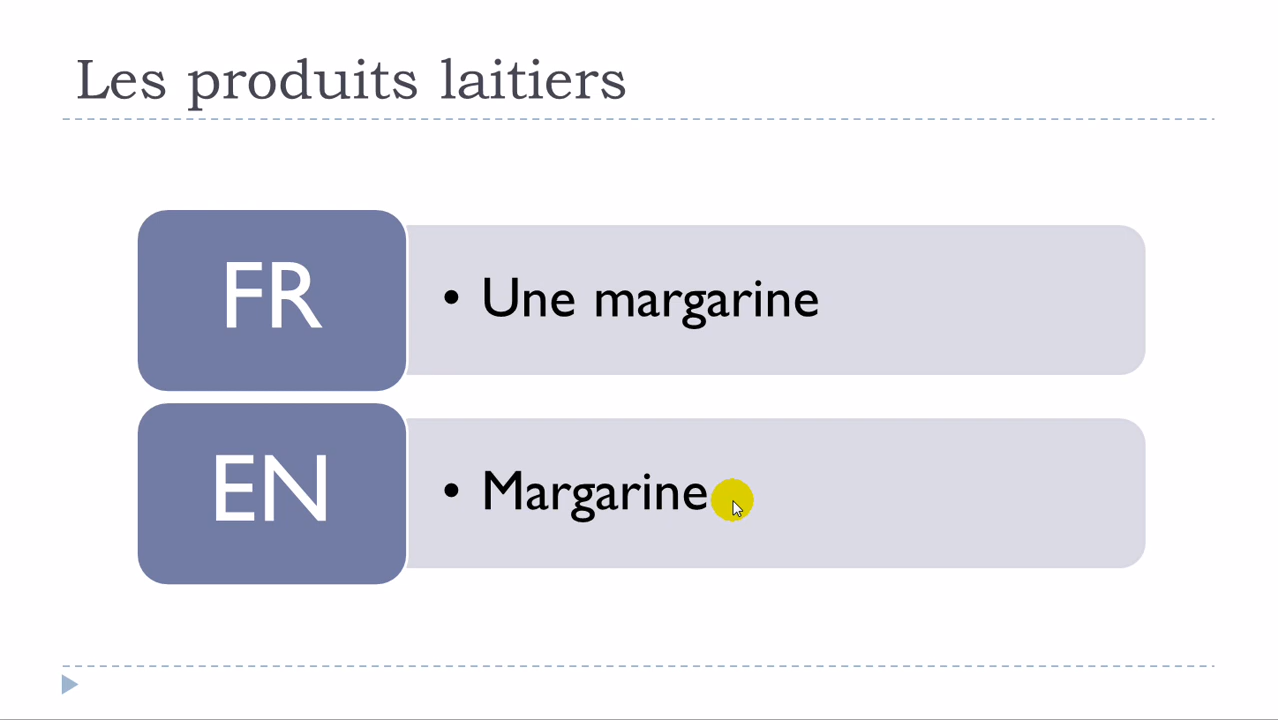 Les produits laitiers
FR
• Une margarine
EN
• Margarine